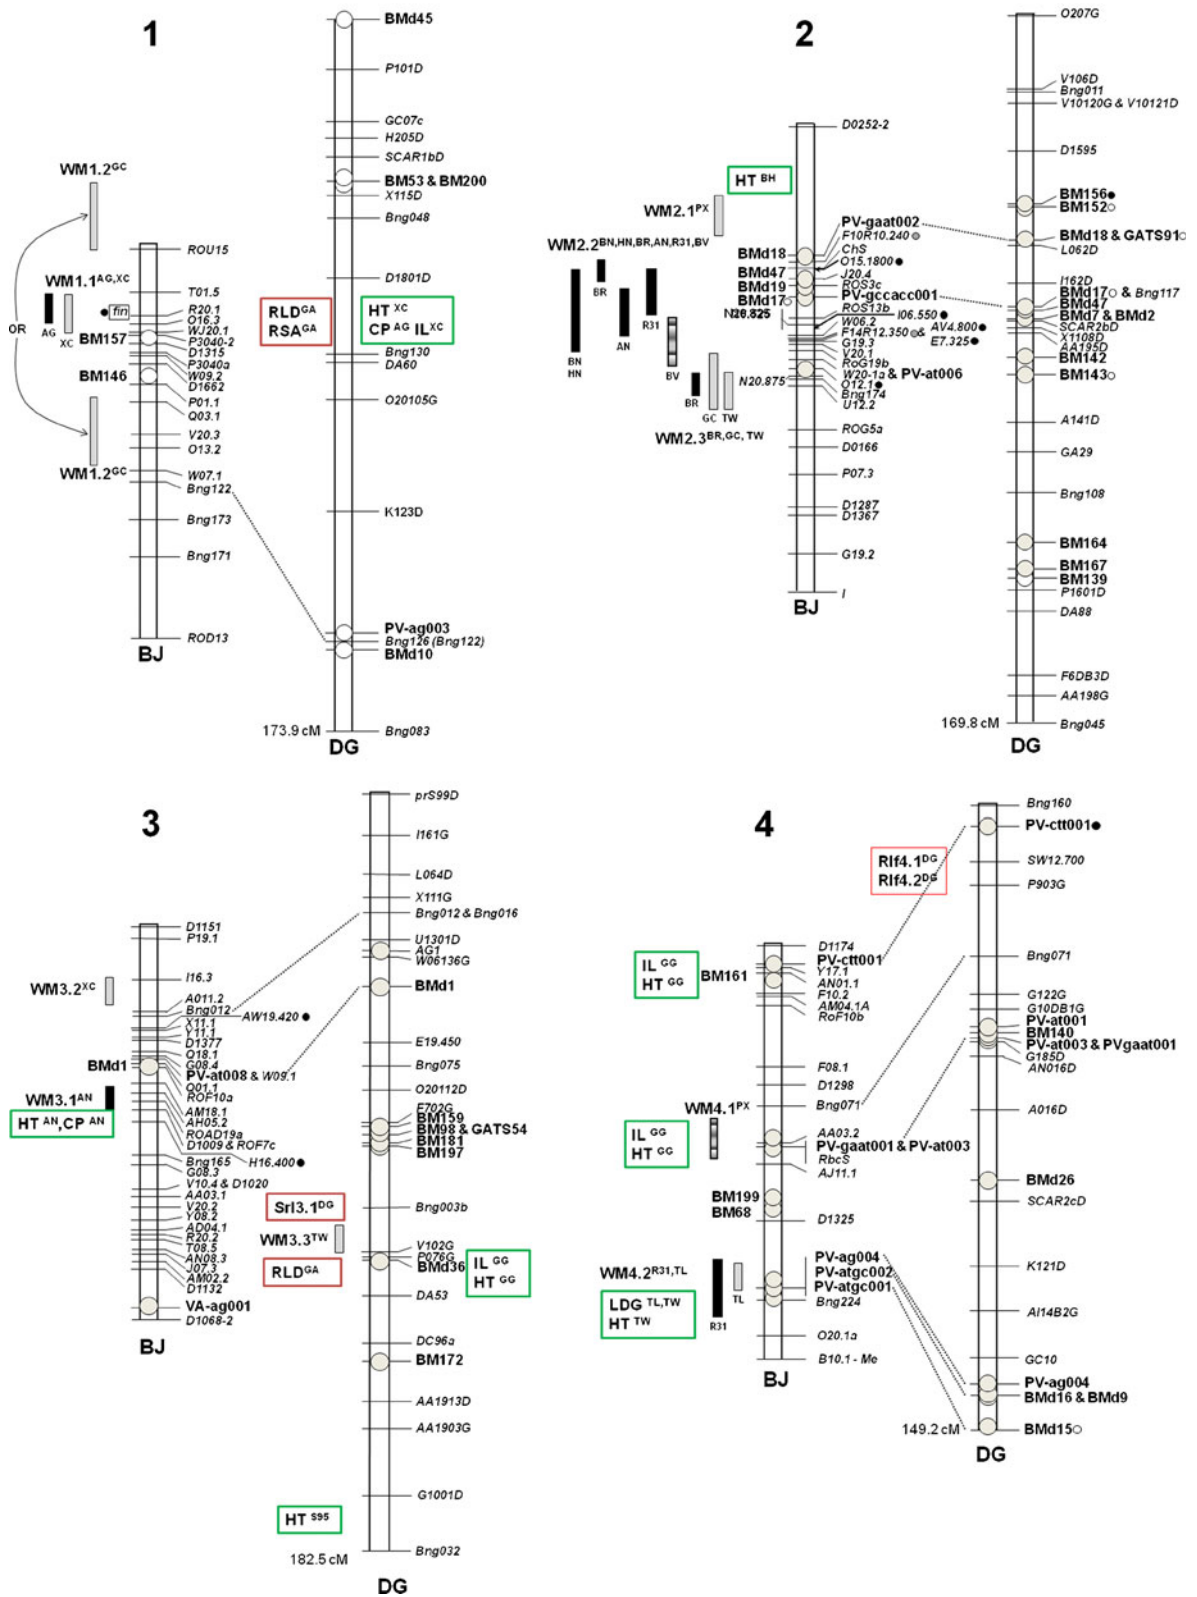 1
BMd45
P101D
GC07c
H205D
SCAR1bD
BM53 & BM200
X115D
Bng048
D1801D
Bng130
DA60
O20105G
K123D
PV-ag003
Bng126 (Bng122)
BMd10
Bng083
173.9 cM
DG
WM1.2GC
OR
WM1.1AG,XC
AG
XC
fin
BM157
BM146
WM1.2GC
ROU15
T01.5
R20.1
O16.3
WJ20.1
P3040-2
D1315
P3040a
W09.2
D1662
P01.1
Q03.1
V20.3
O13.2
W07.1
Bng122
Bng173
Bng171
ROD13
BJ
RLDGA
RSAGA
HT XC
CP AG ILXC
2
HT BH
WM2.1PX
WM2.2BN,HN,BR,AN,R31,BV
BR
R31
AN
BN
HN
BV
BR
GC
TW
WM2.3BR,GC,TW
D0252-2
PV-gaat002
F10R10.240
ChS
O15.1800
J20.4
ROS3c
PV-gccacc001
ROS13b
I06.550
W06.2
AV4.800
F14R12.350 &
E7.325
G19.3
V20.1
RoG19b
W20-1a & PV-at006
O12.1
Bng174
U12.2
ROG5a
D0166
P07.3
D1287
D1367
G19.2
I
BMd18
BMd47
BMd19
BMd17
N20.875
BJ
O207G
V106D
Bng011
V10120G & V10121D
D1595
BM156
BM152
BMd18 & GATS91
L062D
I162D
BMd17 & Bng117
BMd47
BMd7 & BMd2
SCAR2bD
X1108D
AA195D
BM142
BM143
A141D
GA29
Bng108
BM164
BM167
BM139
P1601D
DA88
F6DB3D
AA198G
Bng045
169.8 cM
DG
3
D1151
P19.1
I16.3
A011.2
Bng012
AW19.420
X11.1
Y11.1
D1377
O18.1
G08.4
PV-at008 & W09.1
Q01.1
ROF10a
AM18.1
AH05.2
ROAD19a
D1009 & ROF7c
Bng165
H16.400
G08.3
V10.4 & D1020
AA03.1
V20.2
Y08.2
AD04.1
R20.2
T08.5
AN08.3
J07.3
AM02.2
D1132
VA-ag001
D1068-2
BJ
WM3.2XC
BMd1
WM3.1AN
HT AN,CP AN
Srl3.1DG
WM3.3TW
RLDGA
HT S95
IL GG
HT GG
prS99D
I161G
L064D
X111G
Bng012 & Bng016
U1301D
AG1
W06136G
BMd1
E19.450
Bng075
O20112D
F702G
BM159
BM98 & GATS54
BM181
BM197
Bng003b
V102G
P076G
BMd36
DA53
DC96a
BM172
AA1913D
AA1903G
G1001D
Bng032
182.5 cM
DG
4
Rlf4.1DG
Rlf4.2DG
IL GG
HT GG
BM161
WM4.1PX
IL GG
HT GG
BM199
BM68
WM4.2R31,TL
LDG TL,TW
HT TW
R31
TL
D1174
PV-ctt001
Y17.1
AN01.1
F10.2
AM04.1A
RoF10b
F08.1
D1298
Bng071
AA03.2
PV-gaat001 & PV-at003
RbcS
AJ11.1
D1325
PV-ag004
PV-atgc002
PV-atgc001
Bng224
O20.1a
B10.1 - Me
BJ
Bng160
PV-ctt001
SW12.700
P903G
Bng071
G122G
G10DB1G
PV-at001
BM140
PV-at003 & PVgaat001
G185D
AN016D
A016D
BMd26
SCAR2cD
K121D
AI14B2G
GC10
PV-ag004
BMd16 & BMd9
BMd15
149.2 cM
DG